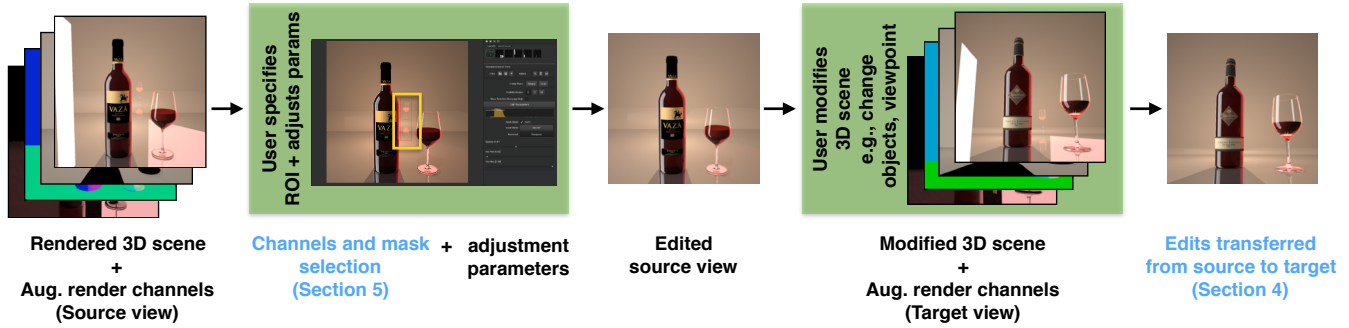 User specifies
ROI + adjusts params
User modifies
3D scene
e.g., change
objects, viewpoint
VAZA
VAZA
VAZA
Rendered 3D scene
+
Aug. render channels
(Source view)
Channels and mask
selection
(Section 5)
+
adjustment
parameters
Edited
source view
Modified 3D scene
+
Aug. render channels
(Target view)
Edits transferred
from source to target
(Section 4)